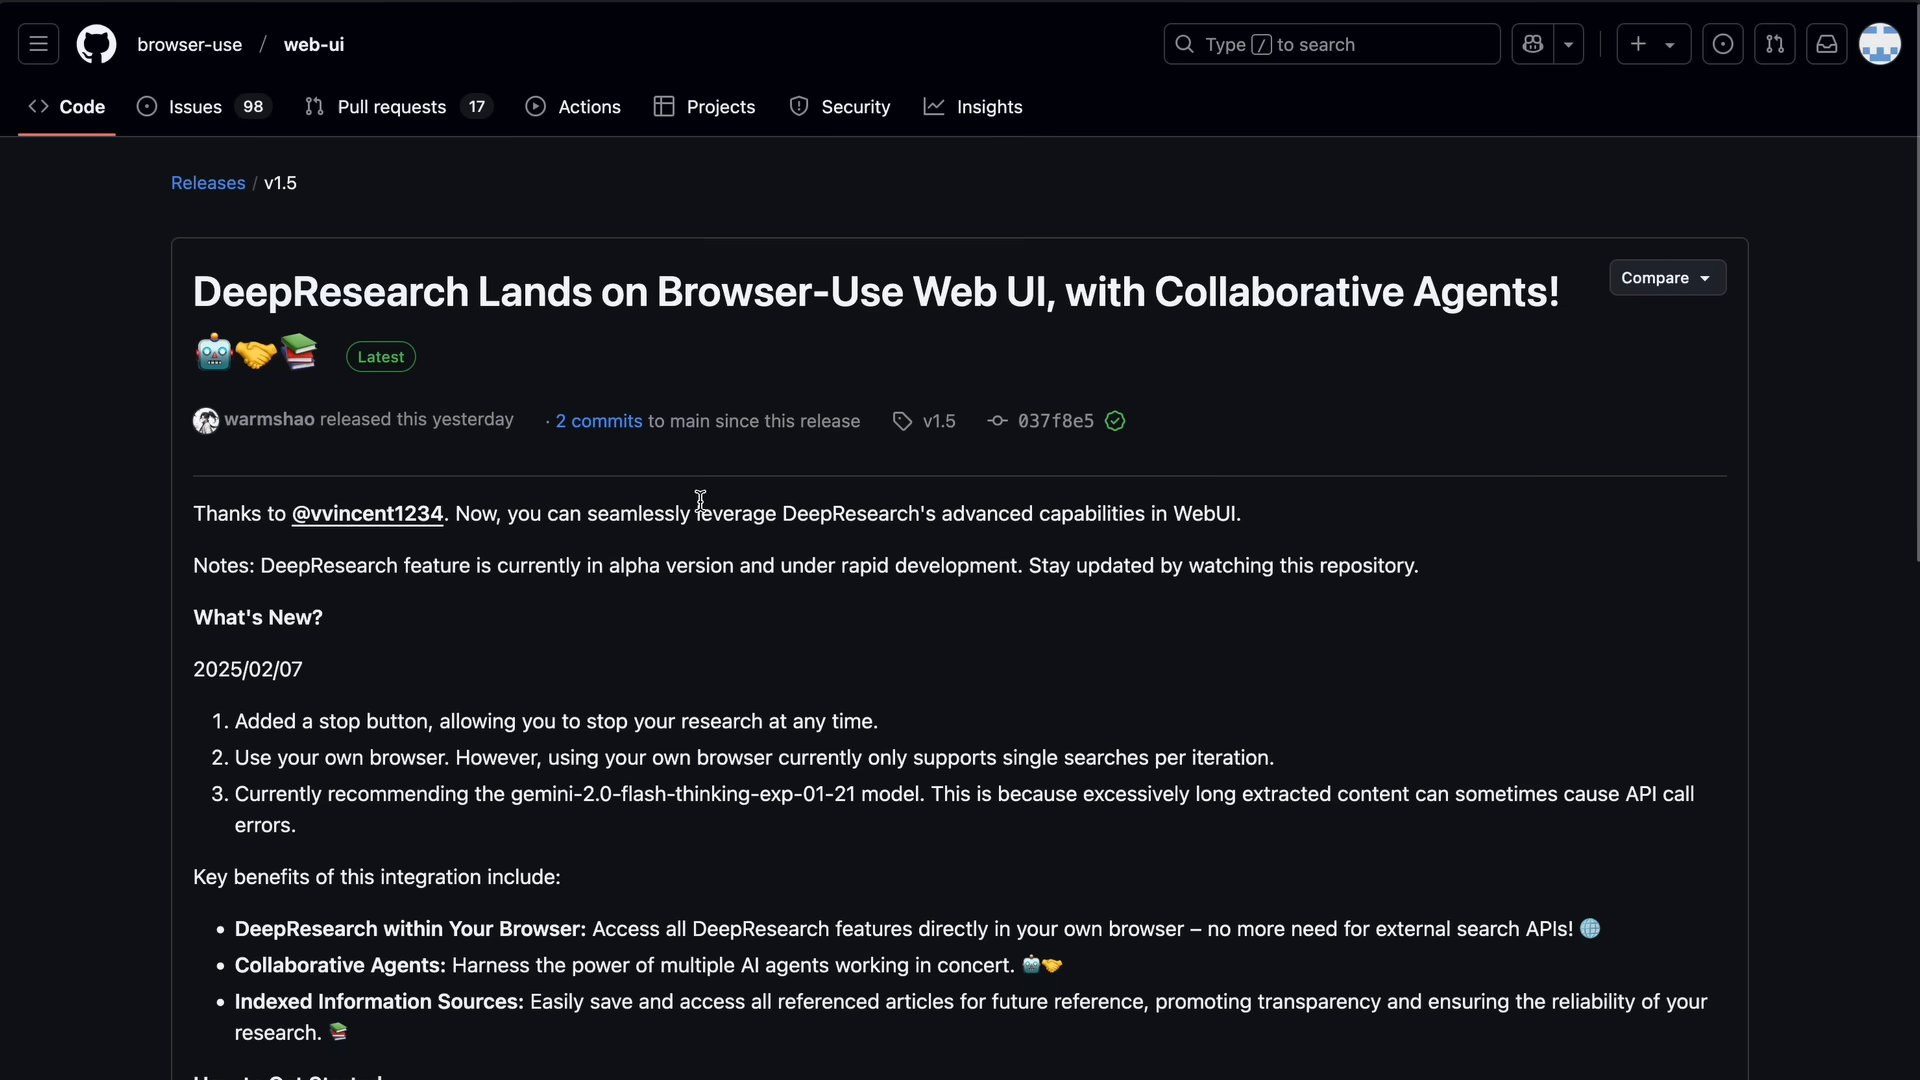 browser-use / web-ui
Type / to search
Code
Issues 98
Pull requests 17
Actions
Projects
Security
Insights
Releases / v1.5
DeepResearch Lands on Browser-Use Web UI, with Collaborative Agents!
Compare
🤖🤝📚 Latest
warmshao released this yesterday · 2 commits to main since this release v1.5 037f8e5
Thanks to @vvincent1234. Now, you can seamlessly leverage DeepResearch's advanced capabilities in WebUI.
Notes: DeepResearch feature is currently in alpha version and under rapid development. Stay updated by watching this repository.
What's New?
2025/02/07
1. Added a stop button, allowing you to stop your research at any time.
2. Use your own browser. However, using your own browser currently only supports single searches per iteration.
3. Currently recommending the gemini-2.0-flash-thinking-exp-01-21 model. This is because excessively long extracted content can sometimes cause API call
errors.
Key benefits of this integration include:
• DeepResearch within Your Browser: Access all DeepResearch features directly in your own browser – no more need for external search APIs! 🌐
• Collaborative Agents: Harness the power of multiple AI agents working in concert. 🤖🤝
• Indexed Information Sources: Easily save and access all referenced articles for future reference, promoting transparency and ensuring the reliability of your
research. 📚